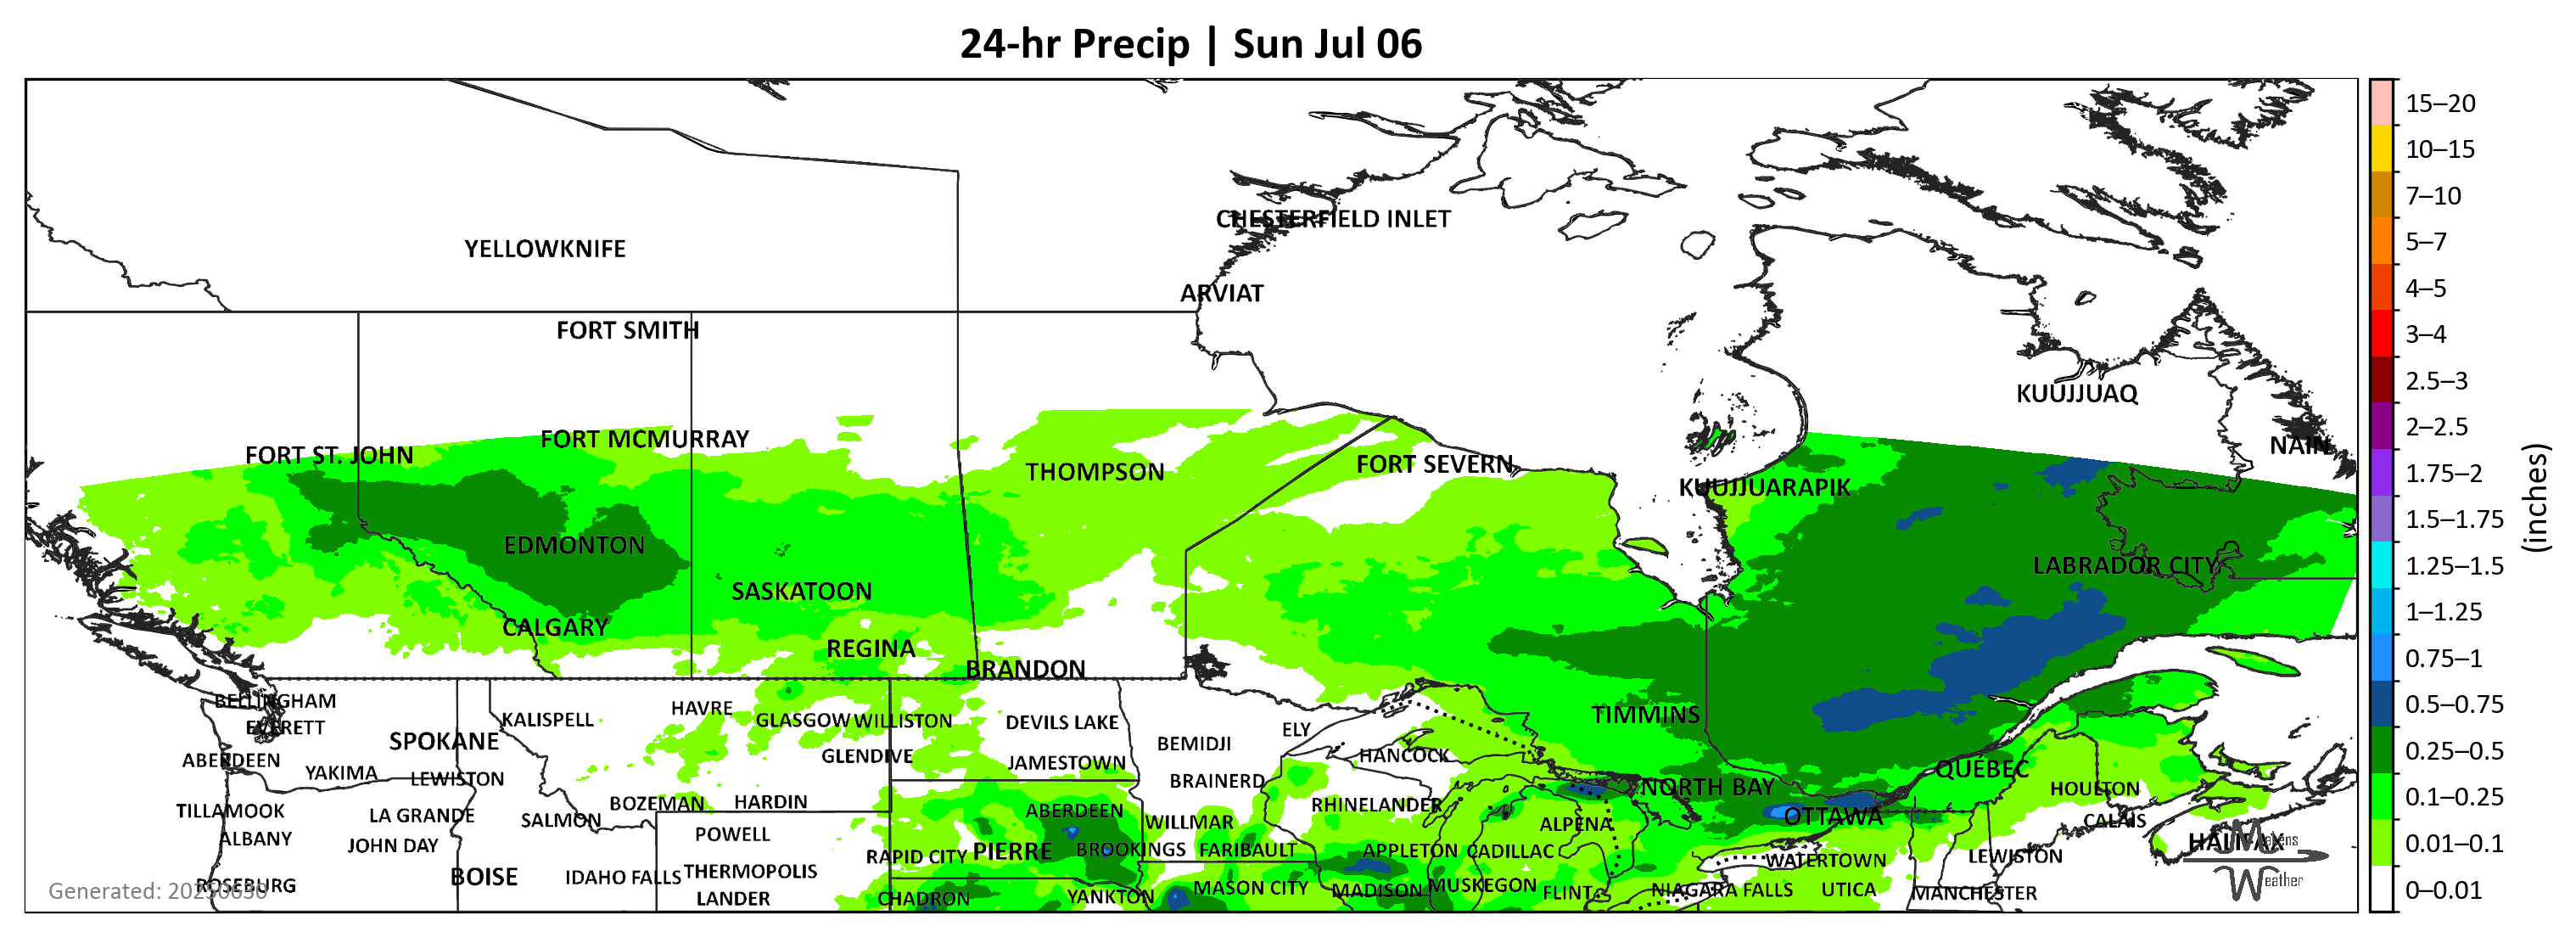 24-hr Precip | Sun Jul 06
CHESTERFIELD INLET
YELLOWKNIFE
ARVIAT
FORT SMITH
KUUJJUAQ
FORT MCMURRAY
NAIN
FORT ST. JOHN
THOMPSON
FORT SEVERN
KUUJJUARAPIK
EDMONTON
LABRADOR CITY
SASKATOON
CALGARY
REGINA
BRANDON
BELLINGHAM
HAVRE
TIMMINS
KALISPELL
GLASGOW WILLISTON
DEVILS LAKE
EVERETT
ELY
SPOKANE
BEMIDJI
ABERDEEN
GLENDIVE
JAMESTOWN
HANCOCK
QUÉBEC
YAKIMA
LEWISTON
BRAINERD
NORTH BAY
HOULTON
BOZEMAN
HARDIN
RHINELANDER
TILLAMOOK
LA GRANDE
SALMON
ABERDEEN
WILLMAR
ALPENA
OTTAWA
CALAIS
ALBANY
JOHN DAY
POWELL
HALIFAX
RAPID CITY
PIERRE
BROOKINGS
FARIBAULT
APPLETON
CADILLAC
WATERTOWN
LEWISTON
BOISE
IDAHO FALLS
THERMOPOLIS
ROSEBURG
LANDER
CHADRON
YANKTON
MASON CITY
MADISON
MUSKEGON
FLINT
NIAGARA FALLS
UTICA
MANCHESTER
Generated: 20250630
Weather
15–20
10–15
7–10
5–7
4–5
3–4
2.5–3
2–2.5
1.75–2
1.5–1.75
1.25–1.5
1–1.25
0.75–1
0.5–0.75
0.25–0.5
0.1–0.25
0.01–0.1
0–0.01
(inches)